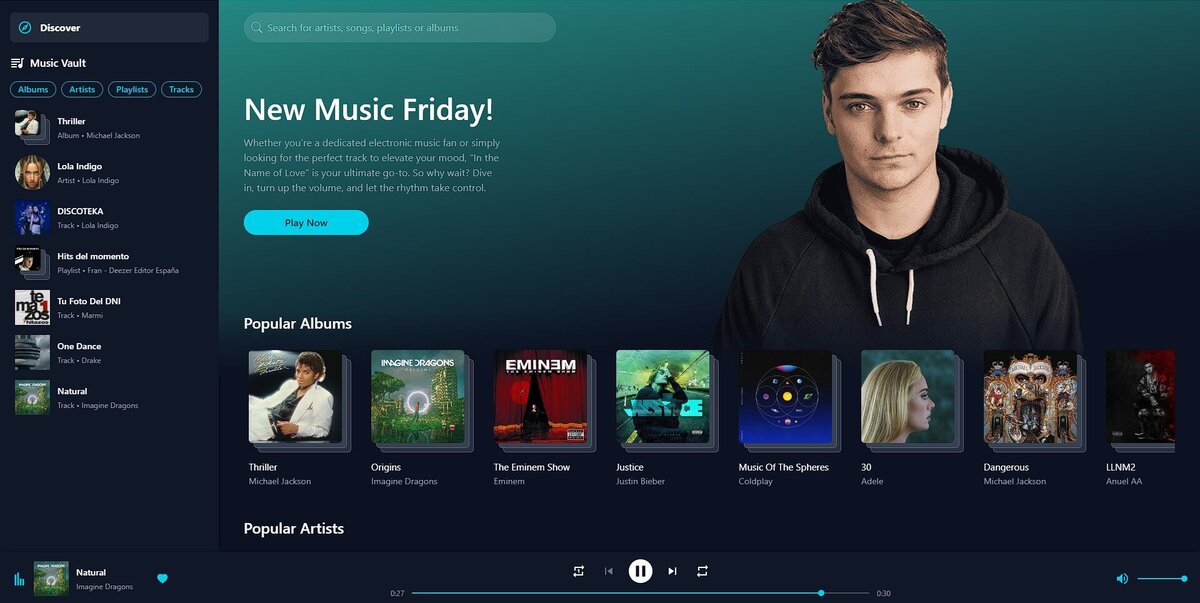 Discover
Music Vault
Albums Artists Playlists Tracks
Thriller
Album • Michael Jackson
Lola Indigo
Artist • Lola Indigo
DISCOTEKA
Track • Lola Indigo
Hits del momento
Playlist • Fran - Deezer Editor España
Tu Foto Del DNI
Track • Marmi
One Dance
Track • Drake
Natural
Track • Imagine Dragons
Search for artists, songs, playlists or albums
New Music Friday!
Whether you're a dedicated electronic music fan or simply
looking for the perfect track to elevate your mood, "In the
Name of Love" is your ultimate go-to. So why wait? Dive
in, turn up the volume, and let the rhythm take control.
Play Now
Popular Albums
IMAGINE DRAGONS
ORIGINS
EMINEM
THE EMINEM SHOW
JUSTICE
Thriller
Michael Jackson
Origins
Imagine Dragons
The Eminem Show
Eminem
Justice
Justin Bieber
Music Of The Spheres
Coldplay
30
Adele
Dangerous
Michael Jackson
LLNM2
Anuel AA
Popular Artists
Natural
Imagine Dragons
0:27
0:30